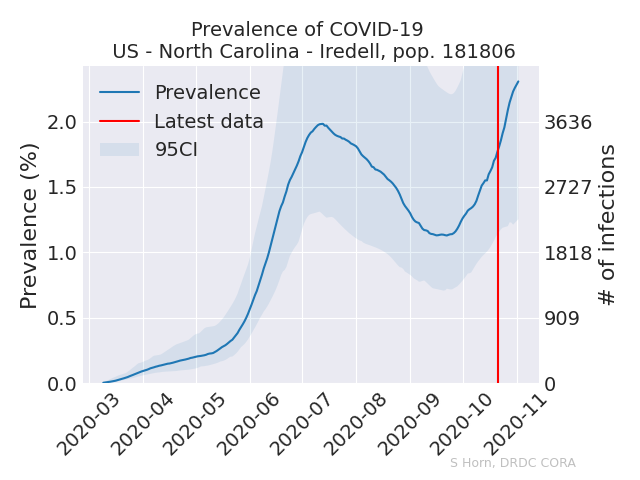 Prevalence of COVID-19
US - North Carolina - Iredell, pop. 181806
Prevalence
Latest data
95CI
Prevalence (%)
2.0
1.5
1.0
0.5
0.0
3636
2727
1818
909
0
# of infections
2020-03
2020-04
2020-05
2020-06
2020-07
2020-08
2020-09
2020-10
2020-11
S Horn, DRDC CORA